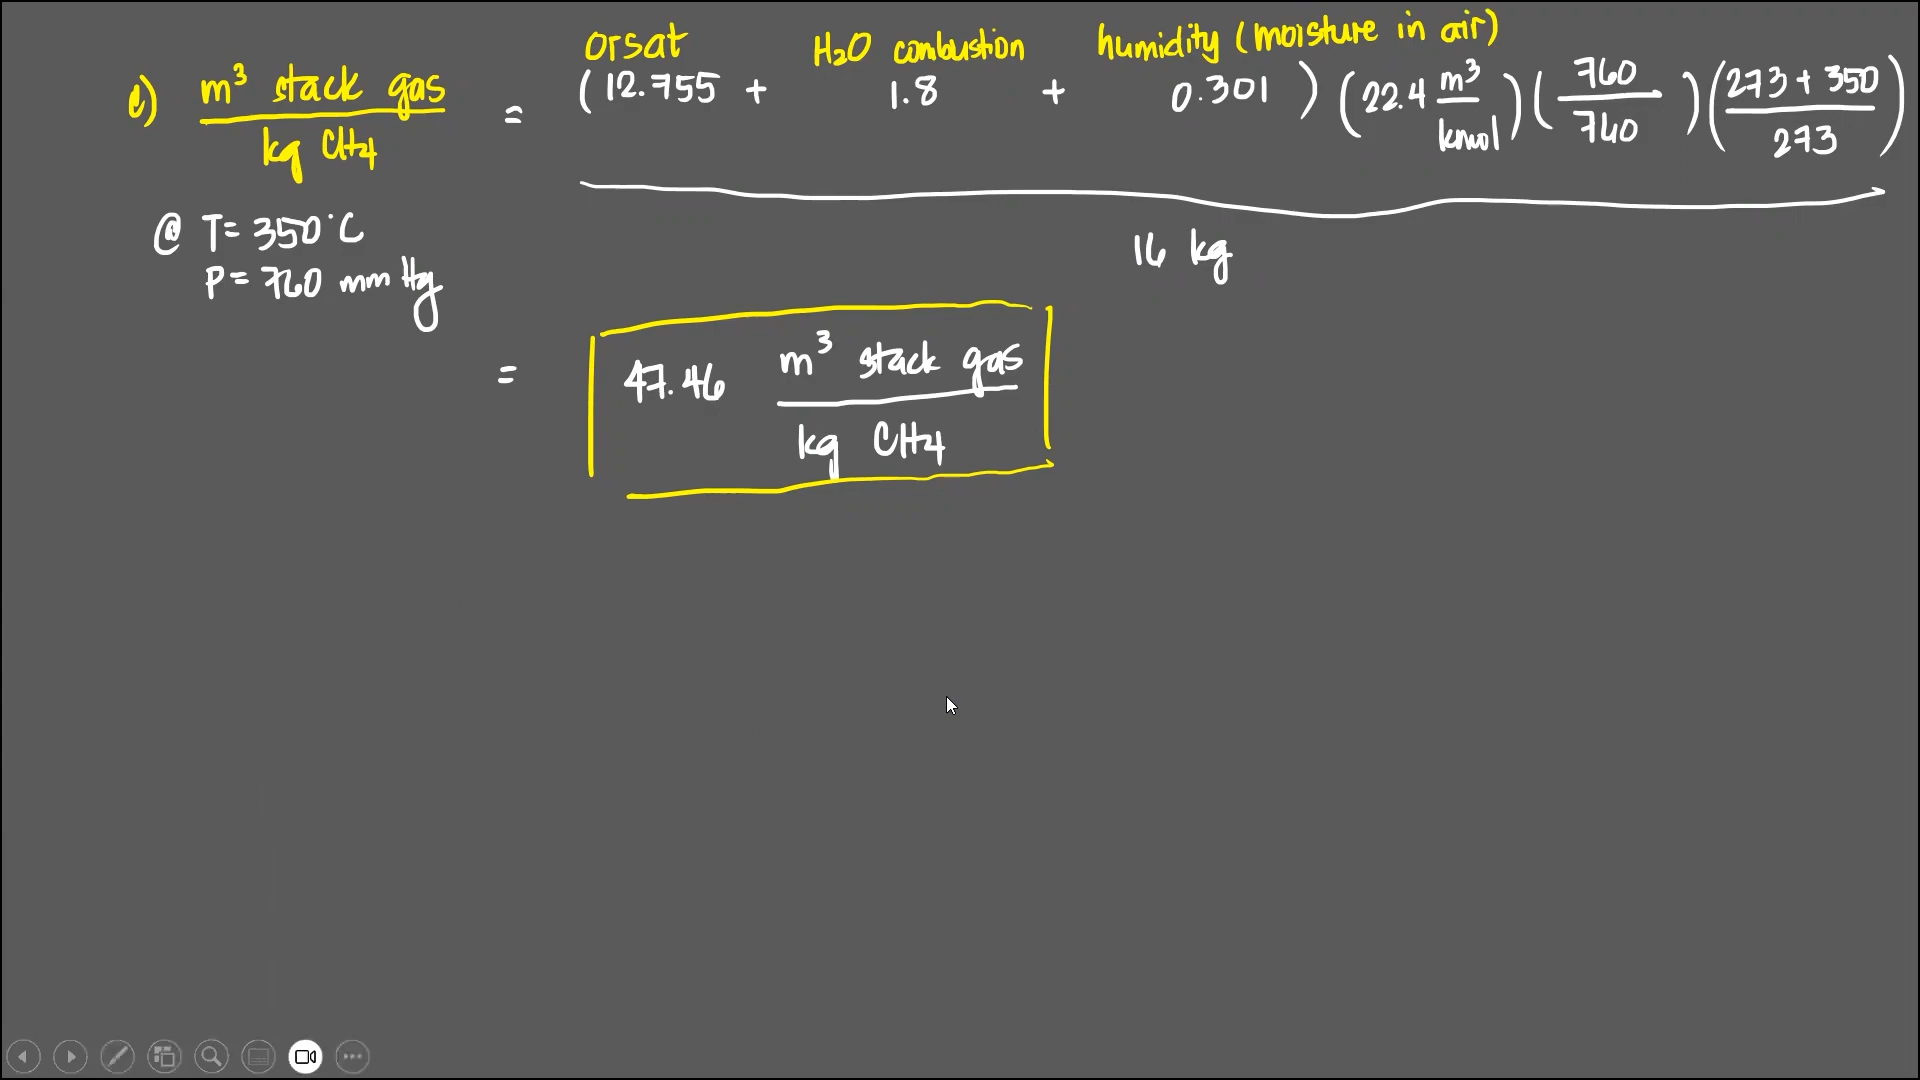 Orsat H₂O combustion humidity (moisture in air)
e) m³ stack gas / kg CH₄ = (12.755 + 1.8 + 0.301) (22.4 m³/kmol) (760/760) (273 + 350 / 273)
16 kg
@ T = 350°C
P = 760 mm Hg
= 47.46 m³ stack gas / kg CH₄